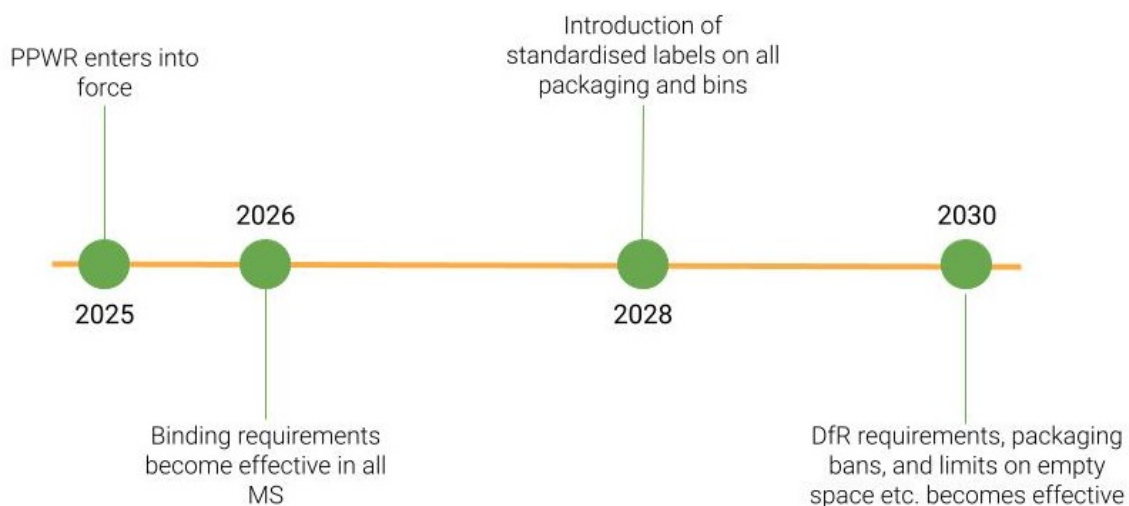 PPWR enters into
force
2025
2026
Binding requirements
become effective in all
MS
Introduction of
standardised labels on all
packaging and bins
2028
2030
DfR requirements, packaging
bans, and limits on empty
space etc. becomes effective